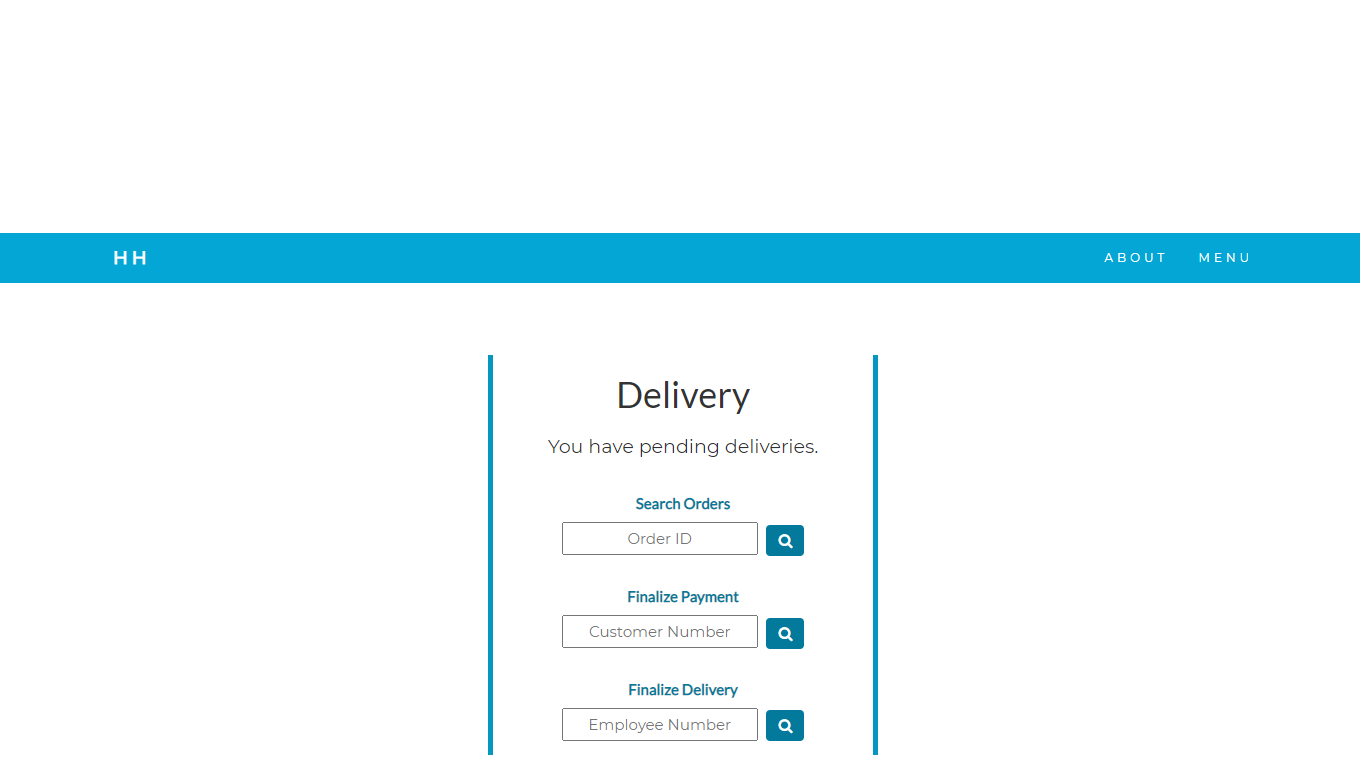 HH
ABOUT MENU
Delivery
You have pending deliveries.
Search Orders
Order ID
Finalize Payment
Customer Number
Finalize Delivery
Employee Number